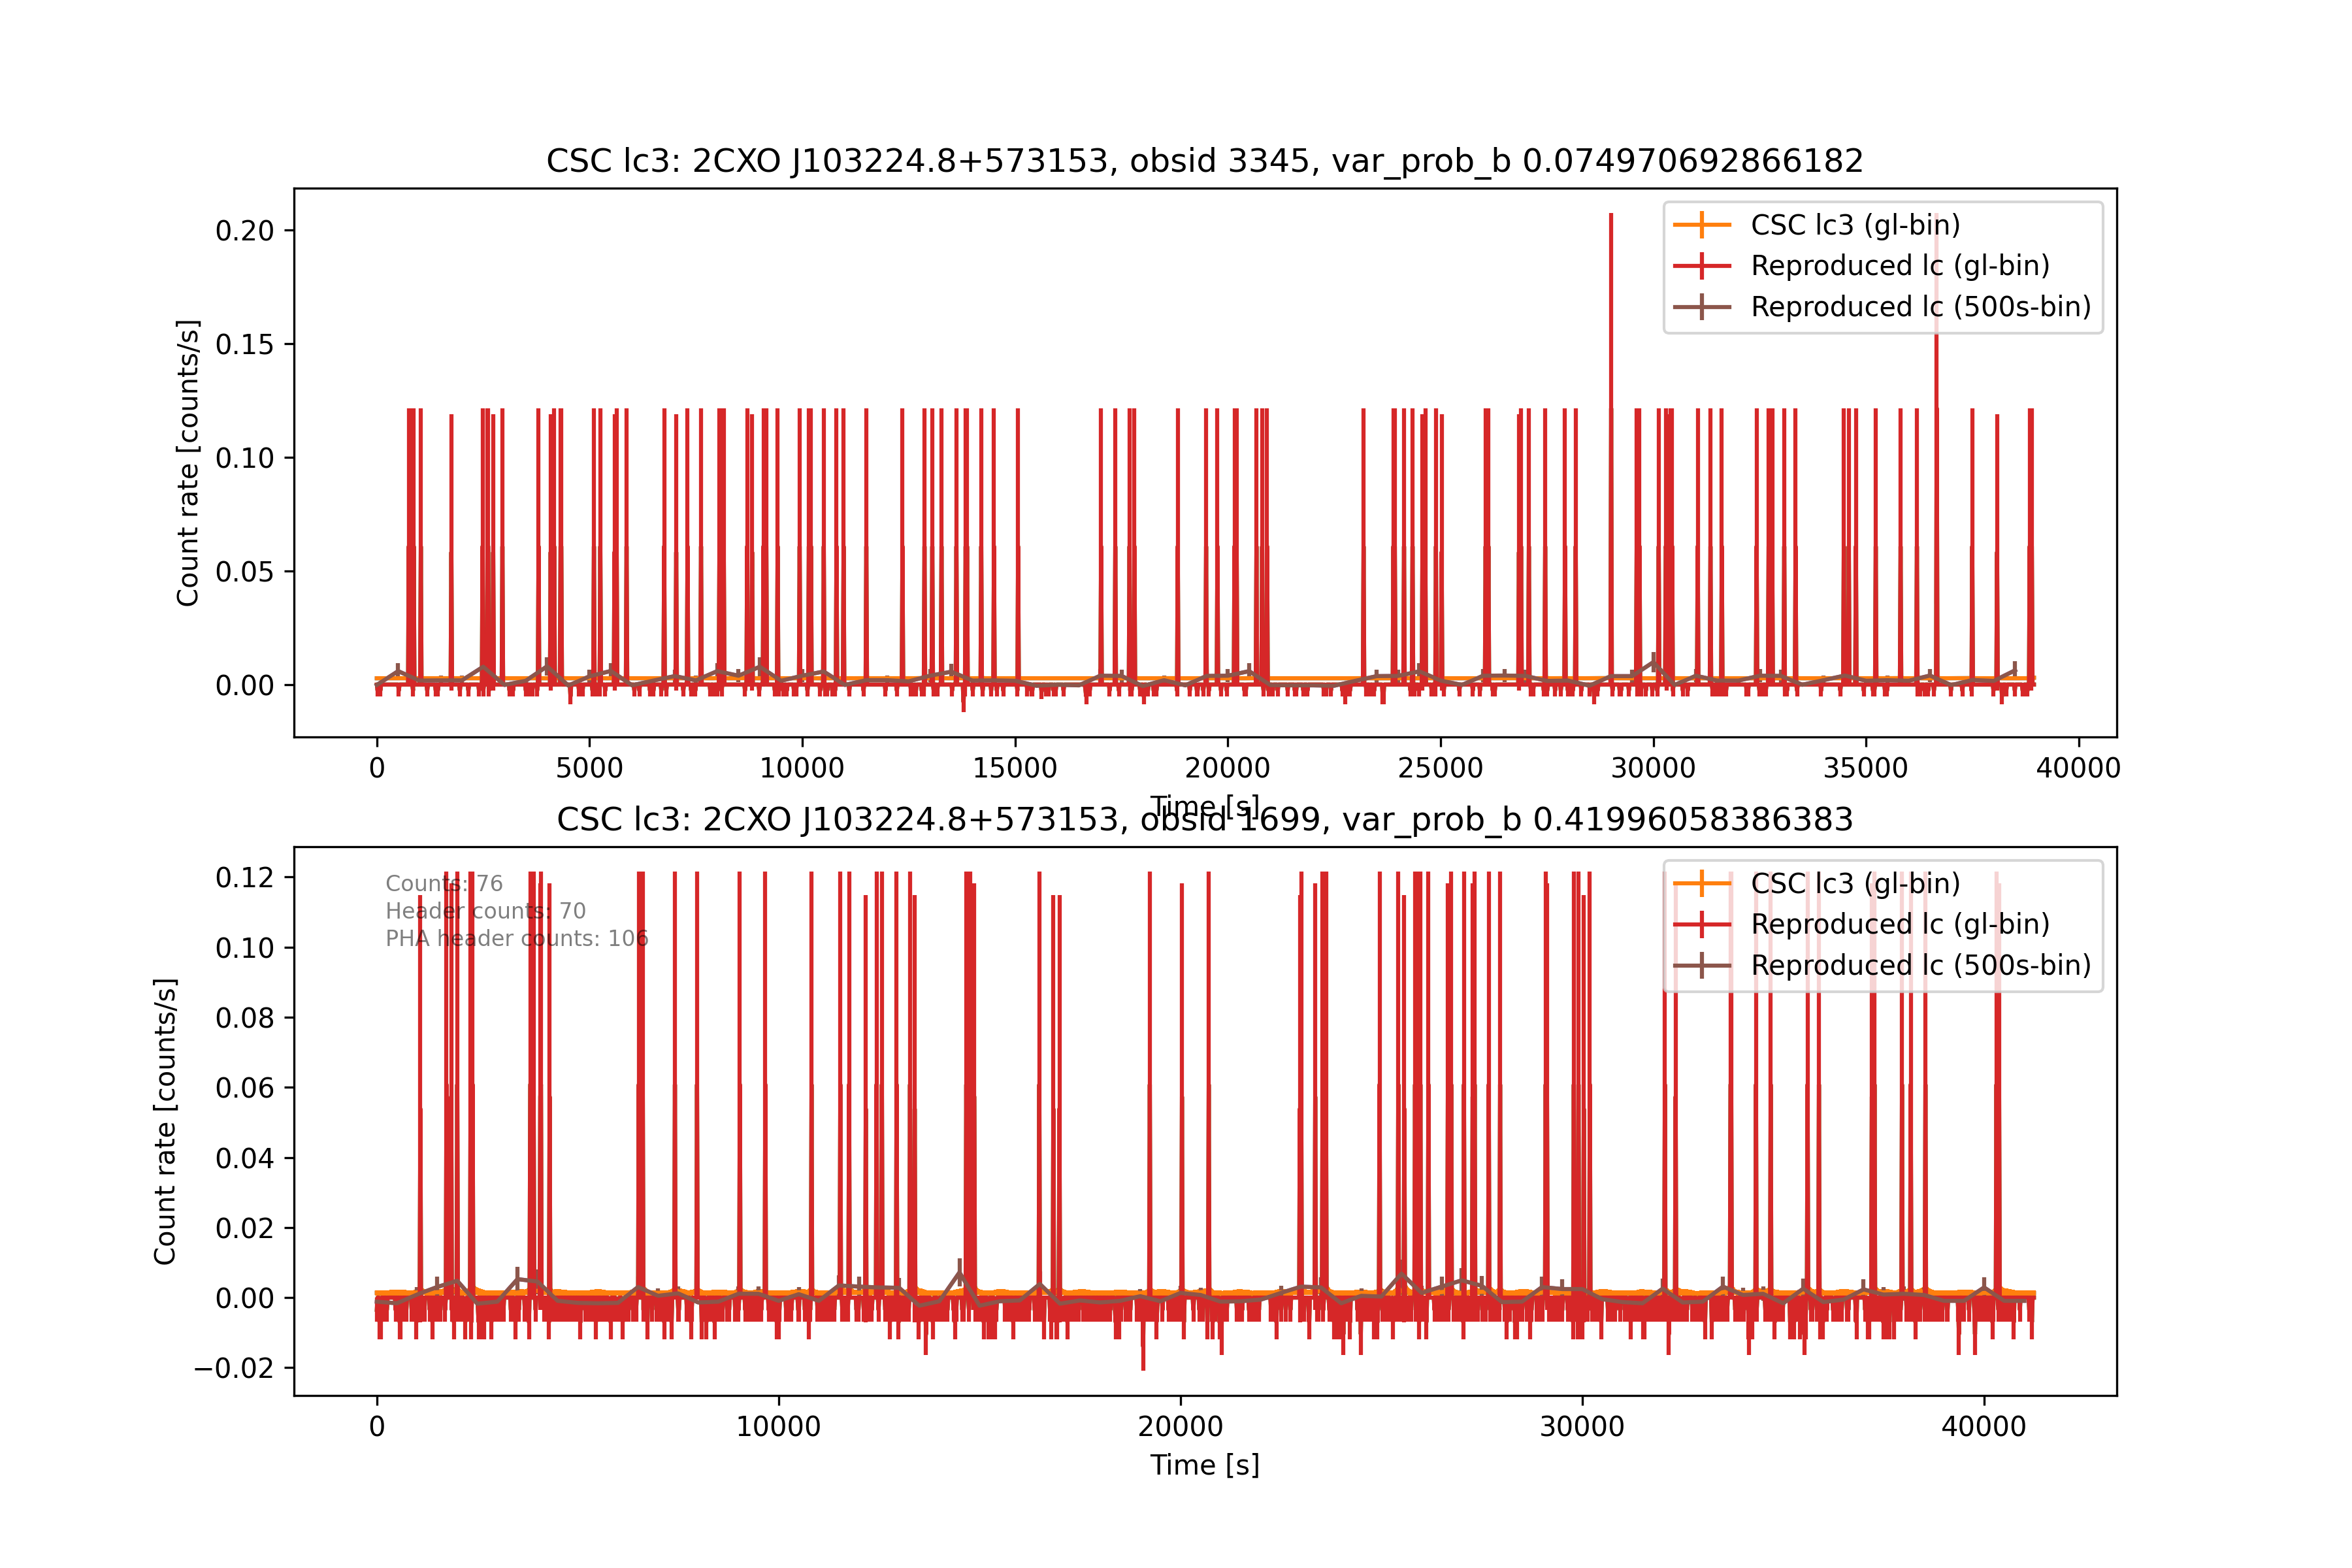 CSC lc3: 2CXO J103224.8+573153, obsid 3345, var_prob_b 0.074970692866182
CSC lc3 (gl-bin)
Reproduced lc (gl-bin)
Reproduced lc (500s-bin)
Count rate [counts/s]
0.20
0.15
0.10
0.05
0.00
0 5000 10000 15000 20000 25000 30000 35000 40000
Time [s]
CSC lc3: 2CXO J103224.8+573153, obsid 1699, var_prob_b 0.41996058386383
Counts: 76
Header counts: 70
PHA header counts: 106
CSC lc3 (gl-bin)
Reproduced lc (gl-bin)
Reproduced lc (500s-bin)
Count rate [counts/s]
0.12
0.10
0.08
0.06
0.04
0.02
0.00
−0.02
0 10000 20000 30000 40000
Time [s]